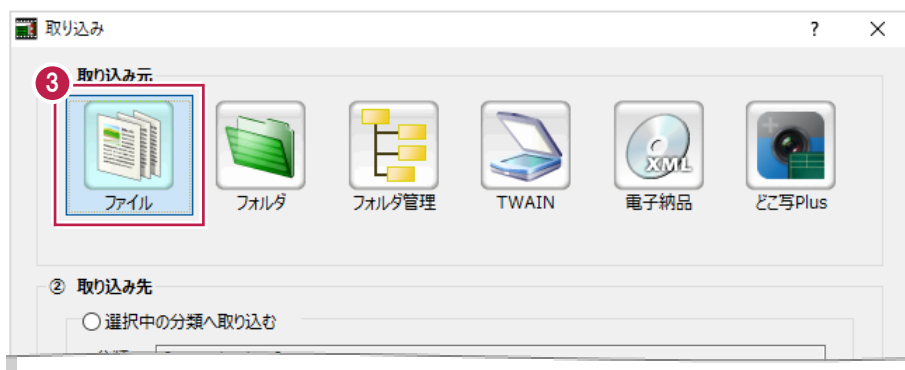 取り込み
?
×
3
取り込み元
ファイル
フォルダ
フォルダ管理
TWAIN
XML
電子納品
どこ写Plus
② 取り込み先
選択中の分類へ取り込む